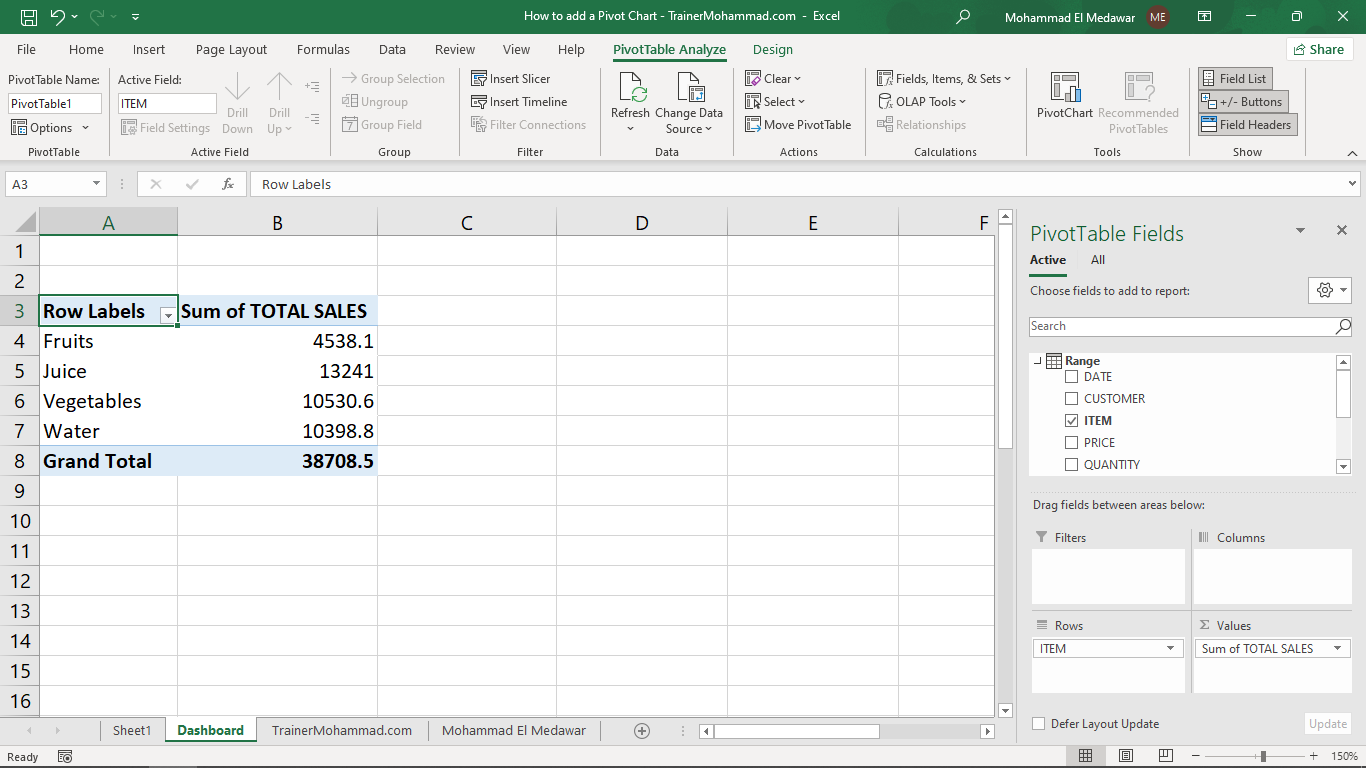 How to add a Pivot Chart - TrainerMohammad.com - Excel
Mohammad El Medawar ME
File Home Insert Page Layout Formulas Data Review View Help PivotTable Analyze Design Share
PivotTable Name: Active Field: Group Selection Insert Slicer Clear Fields, Items, & Sets Field List
PivotTable1 ITEM Drill Down Drill Up Ungroup Insert Timeline Refresh Change Data Source Select OLAP Tools PivotChart Recommended PivotTables +/- Buttons
Options Field Settings Group Field Filter Connections Move PivotTable Relationships Field Headers
PivotTable Active Field Group Filter Data Actions Calculations Tools Show
A3 fx Row Labels
A B C D E F
1
2
3 Row Labels Sum of TOTAL SALES
4 Fruits 4538.1
5 Juice 13241
6 Vegetables 10530.6
7 Water 10398.8
8 Grand Total 38708.5
9
10
11
12
13
14
15
16
PivotTable Fields
Active All
Choose fields to add to report:
Search
Range
DATE
CUSTOMER
ITEM
PRICE
QUANTITY
Drag fields between areas below:
Filters Columns
Rows Σ Values
ITEM Sum of TOTAL SALES
Defer Layout Update Update
Sheet1 Dashboard TrainerMohammad.com Mohammad El Medawar
Ready 150%